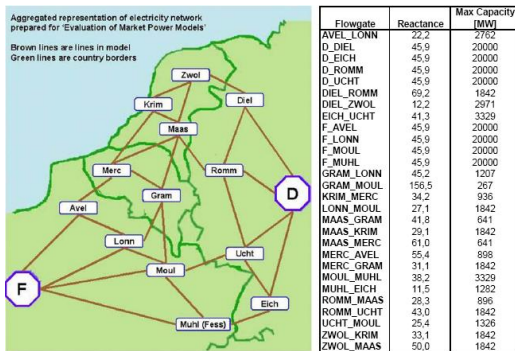 Aggregated representation of electricity network
prepared for 'Evaluation of Market Power Models'
Brown lines are lines in model
Green lines are country borders
Zwol
Diel
Krim
Maas
Merc
Romm
Gram
D
Avel
Lonn
Ucht
Moul
F
Eich
Muhl (Fess)
Flowgate Reactance Max Capacity [MW]
AVEL_LONN 22,2 2762
D_DIEL 45,9 20000
D_EICH 45,9 20000
D_ROMM 45,9 20000
D_UCHT 45,9 20000
DIEL_ROMM 69,2 1842
DIEL_ZWOL 12,2 2971
EICH_UCHT 41,3 3329
F_AVEL 45,9 20000
F_LONN 45,9 20000
F_MOUL 45,9 20000
F_MUHL 45,9 20000
GRAM_LONN 45,2 1207
GRAM_MOUL 156,5 267
KRIM_MERC 34,2 936
LONN_MOUL 27,1 1842
MAAS_GRAM 41,8 641
MAAS_KRIM 29,1 1842
MAAS_MERC 61,0 641
MERC_AVEL 55,4 898
MERC_GRAM 31,1 1842
MOUL_MUHL 38,2 3329
MUHL_EICH 11,5 1282
ROMM_MAAS 28,3 896
ROMM_UCHT 43,0 1842
UCHT_MOUL 25,4 1326
ZWOL_KRIM 33,1 1842
ZWOL_MAAS 50,0 1842